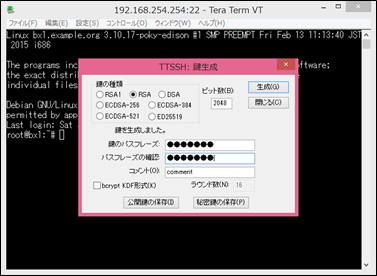 192.168.254.254:22 - Tera Term VT
ファイル(F) 編集(E) 設定(S) コントロール(O) ウィンドウ(W) ヘルプ(H)
Linux bx1.example.org 3.10.17-poky-edison #1 SMP PREEMPT Fri Feb 13 11:13:40 JST
2015 i686
TTSSH: 鍵生成
The programs inc
software;
the exact distri
individual files
鍵の種類
RSA1 RSA DSA
ECDSA-256 ECDSA-384
ECDSA-521 ED25519
ビット数(B):
2048
生成(G)
閉じる(C)
鍵を生成しました。
Debian GNU/Linux
permitted by app
Last login: Sat
root@bx1:~#
鍵のパスフレーズ: ●●●●●●●
パスフレーズの確認: ●●●●●●●
コメント(O): comment
bcrypt KDF形式(K) ラウンド数(N): 16
公開鍵の保存(I) 秘密鍵の保存(P)